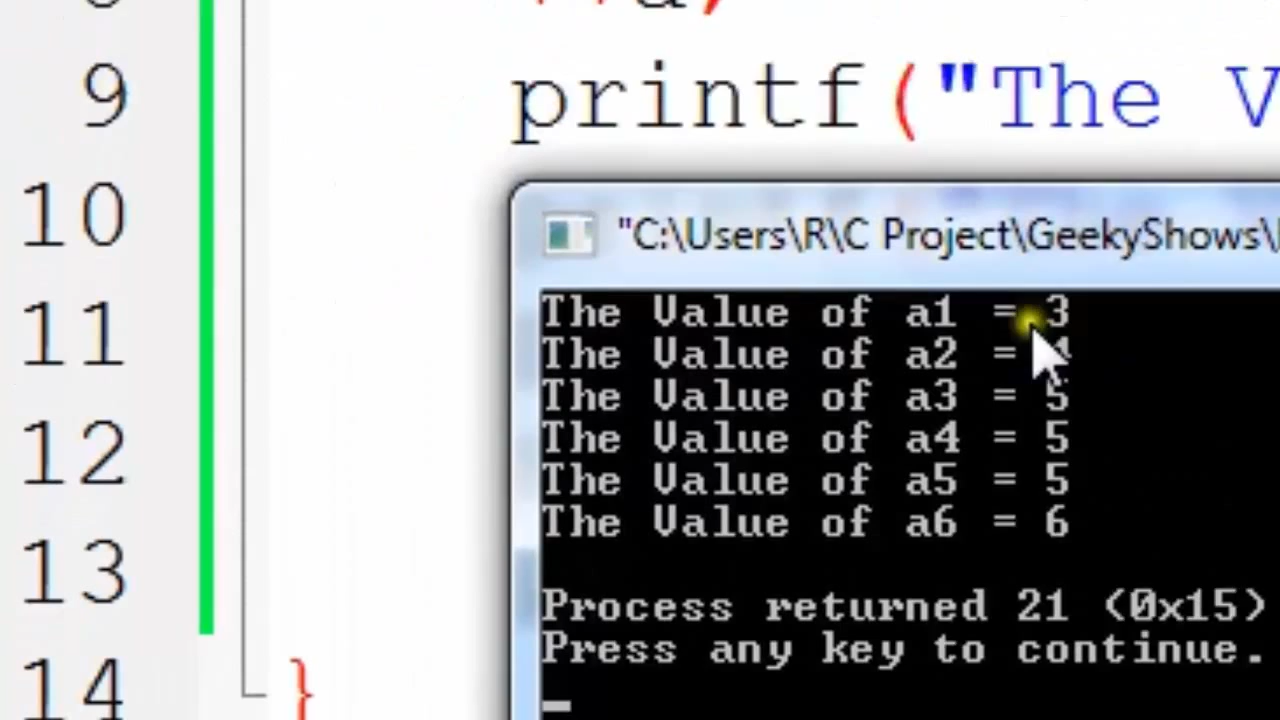 9 printf("The V
10
"C:\Users\R\C Project\GeekyShows\
11
The Value of a1 = 3
The Value of a2 = 4
The Value of a3 = 5
12
The Value of a4 = 5
The Value of a5 = 5
The Value of a6 = 6
13
Process returned 21 (0x15)
Press any key to continue.
14 }